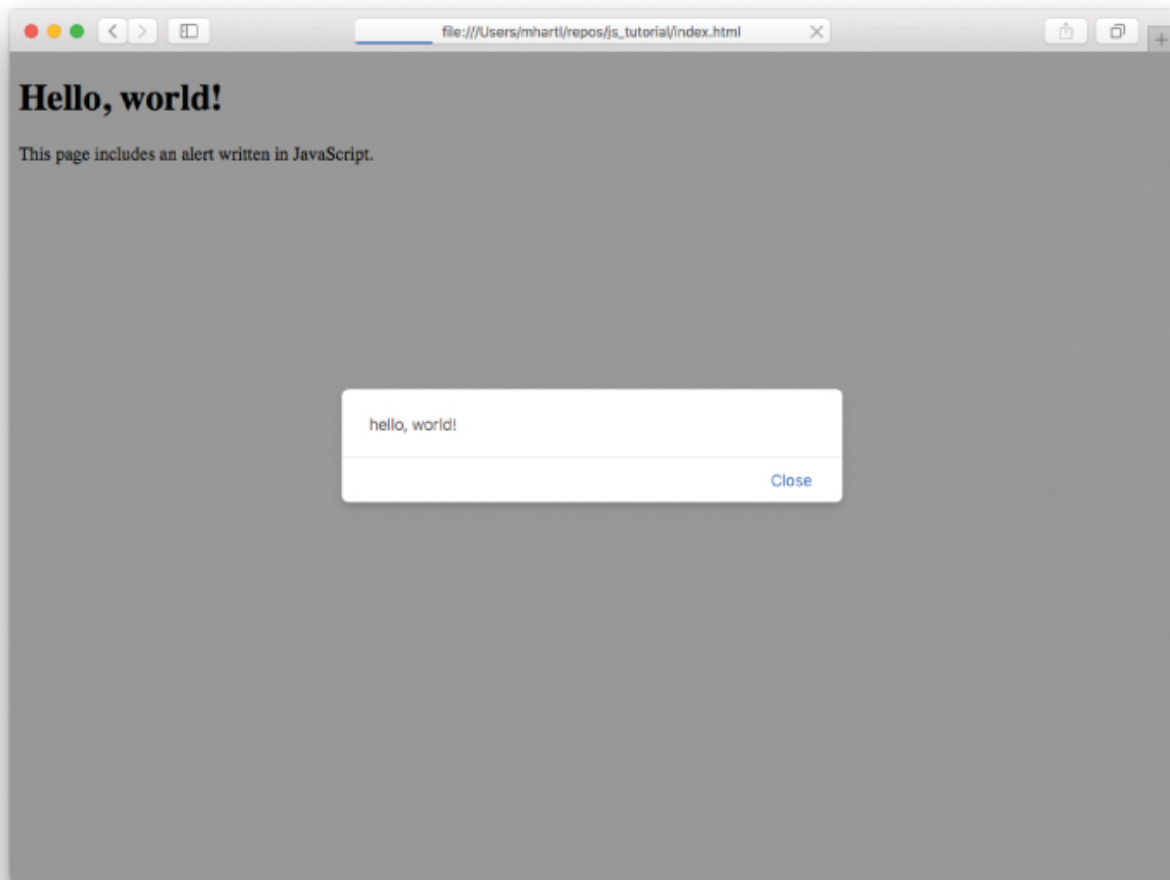 file:///Users/mhartl/repos/js_tutorial/index.html
Hello, world!
This page includes an alert written in JavaScript.
hello, world!
Close